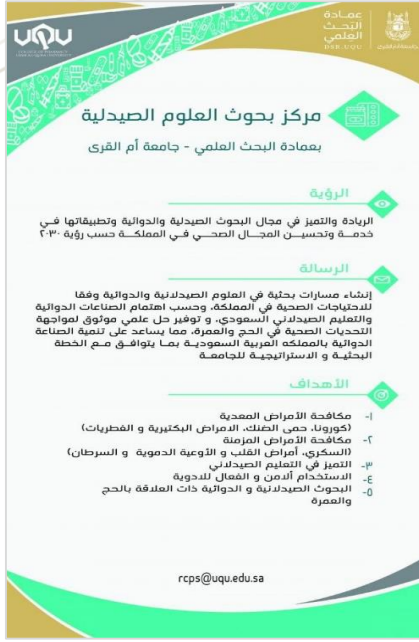 UQU
عمادة
البحث
العلمي
DSR.UQU
مركز بحوث العلوم الصيدلية
بعمادة البحث العلمي - جامعة أم القرى
الرؤية
الريادة والتميز في مجال البحوث الصيدلية والدوائية وتطبيقاتها في
خدمة وتحسين المجال الصحي في المملكة حسب رؤية ٢٠٣٠
الرسالة
إنشاء مسارات بحثية في العلوم الصيدلانية والدوائية وفقا
للاحتياجات الصحية في المملكة، وحسب اهتمام الصناعات الدوائية
والتعليم الصيدلاني السعودي، و توفير حل علمي موثوق لمواجهة
التحديات الصحية في الحج والعمرة، مما يساعد على تنمية الصناعة
الدوائية بالمملكه العربية السعودية بما يتوافق مع الخطة
البحثية و الاستراتيجية للجامعة
الأهداف
١- مكافحة الأمراض المعدية
(كورونا، حمى الضنك، الامراض البكتيرية و الفطريات)
٢- مكافحة الأمراض المزمنة
(السكري، أمراض القلب و الأوعية الدموية و السرطان)
٣- التميز في التعليم الصيدلاني
٤- الاستخدام ألامن و الفعال للادوية
٥- البحوث الصيدلانية و الدوائية ذات العلاقة بالحج
والعمرة
rcps@uqu.edu.sa